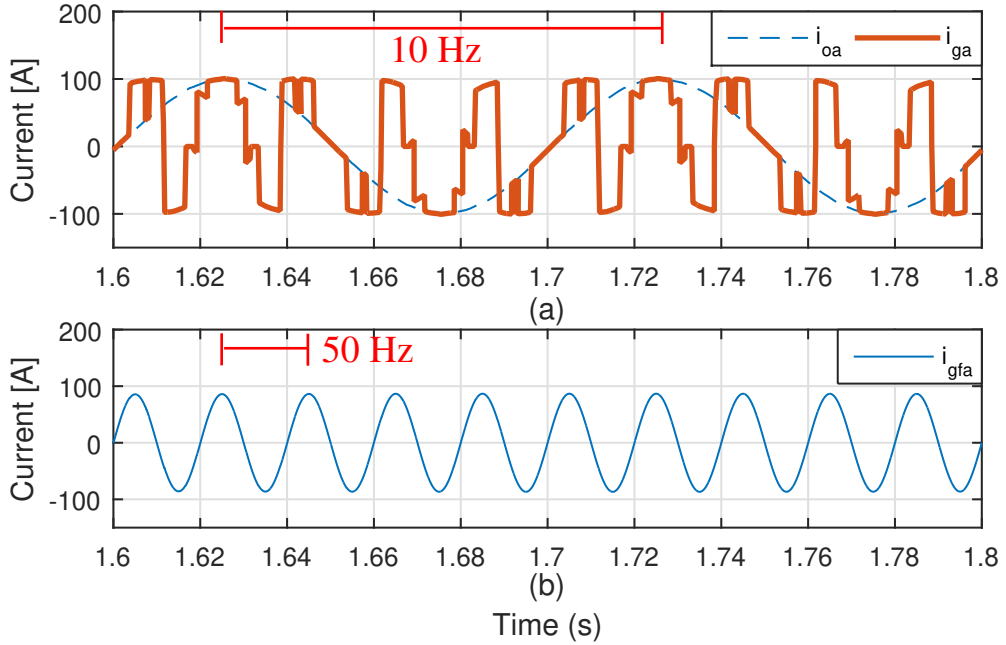 200
100
0
-100
Current [A]
10 Hz
i_oa i_ga
1.6 1.62 1.64 1.66 1.68 1.7 1.72 1.74 1.76 1.78 1.8
(a)
200
100
0
-100
Current [A]
50 Hz
i_gfa
1.6 1.62 1.64 1.66 1.68 1.7 1.72 1.74 1.76 1.78 1.8
(b)
Time (s)